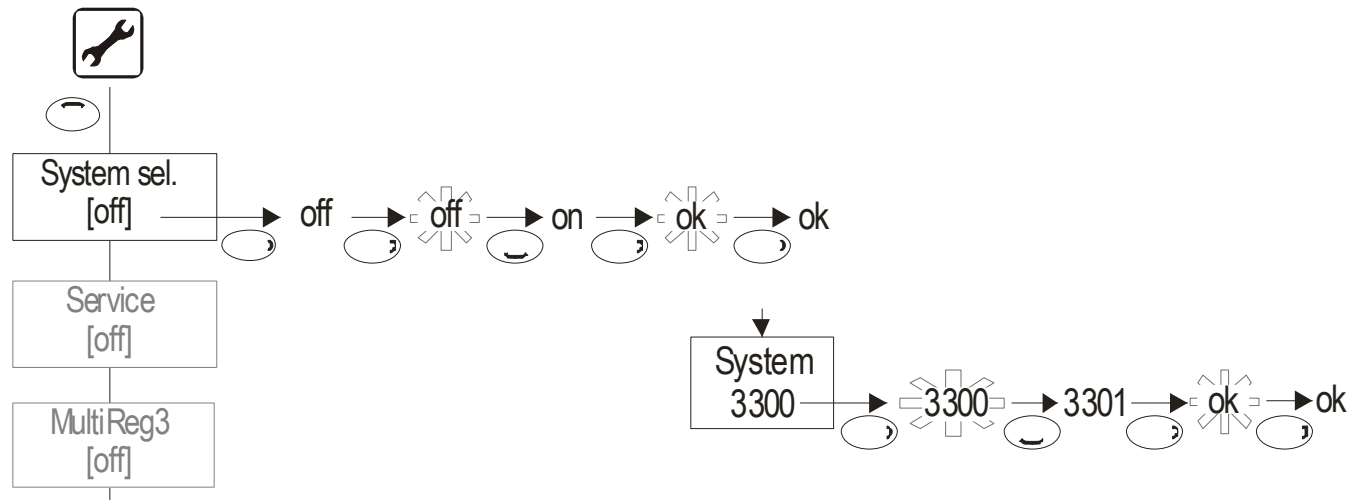 System sel.
[off] off off on ok ok
Service
[off]
System
3300 3300 3301 ok ok
MultiReg3
[off]